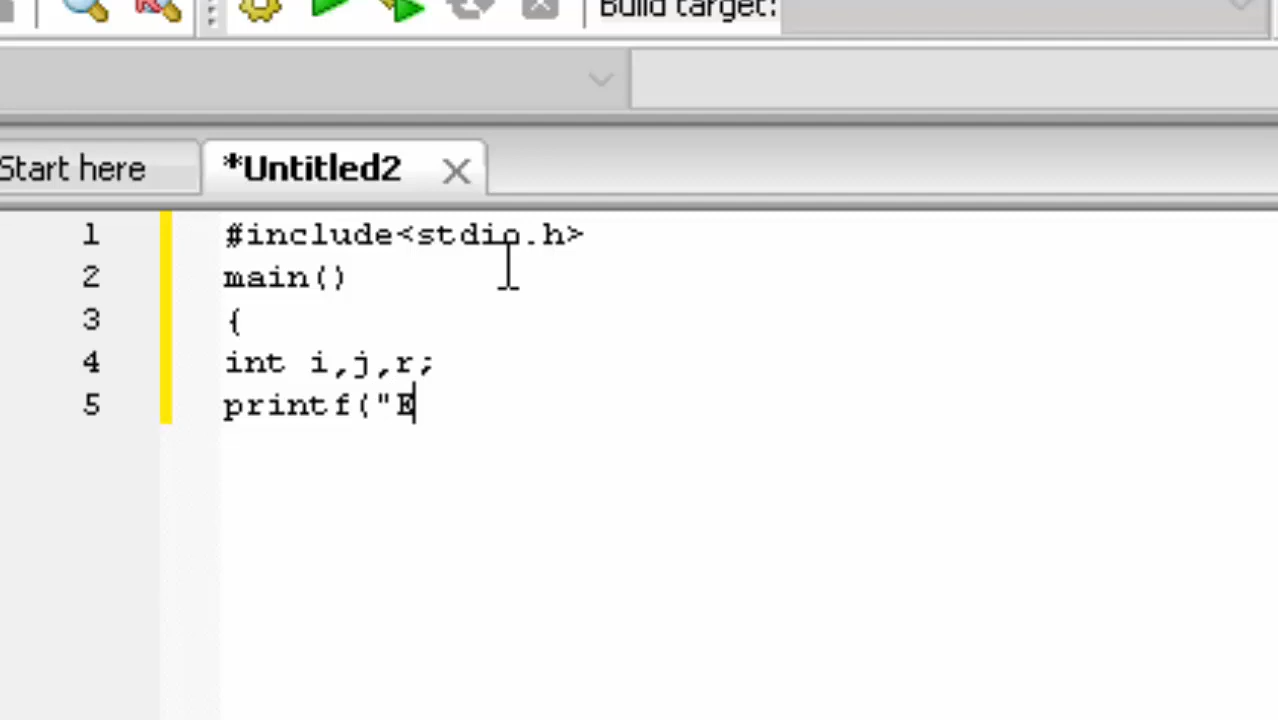 Build target:
Start here
*Untitled2
1 #include<stdio.h>
2 main()
3 {
4 int i,j,r;
5 printf("E